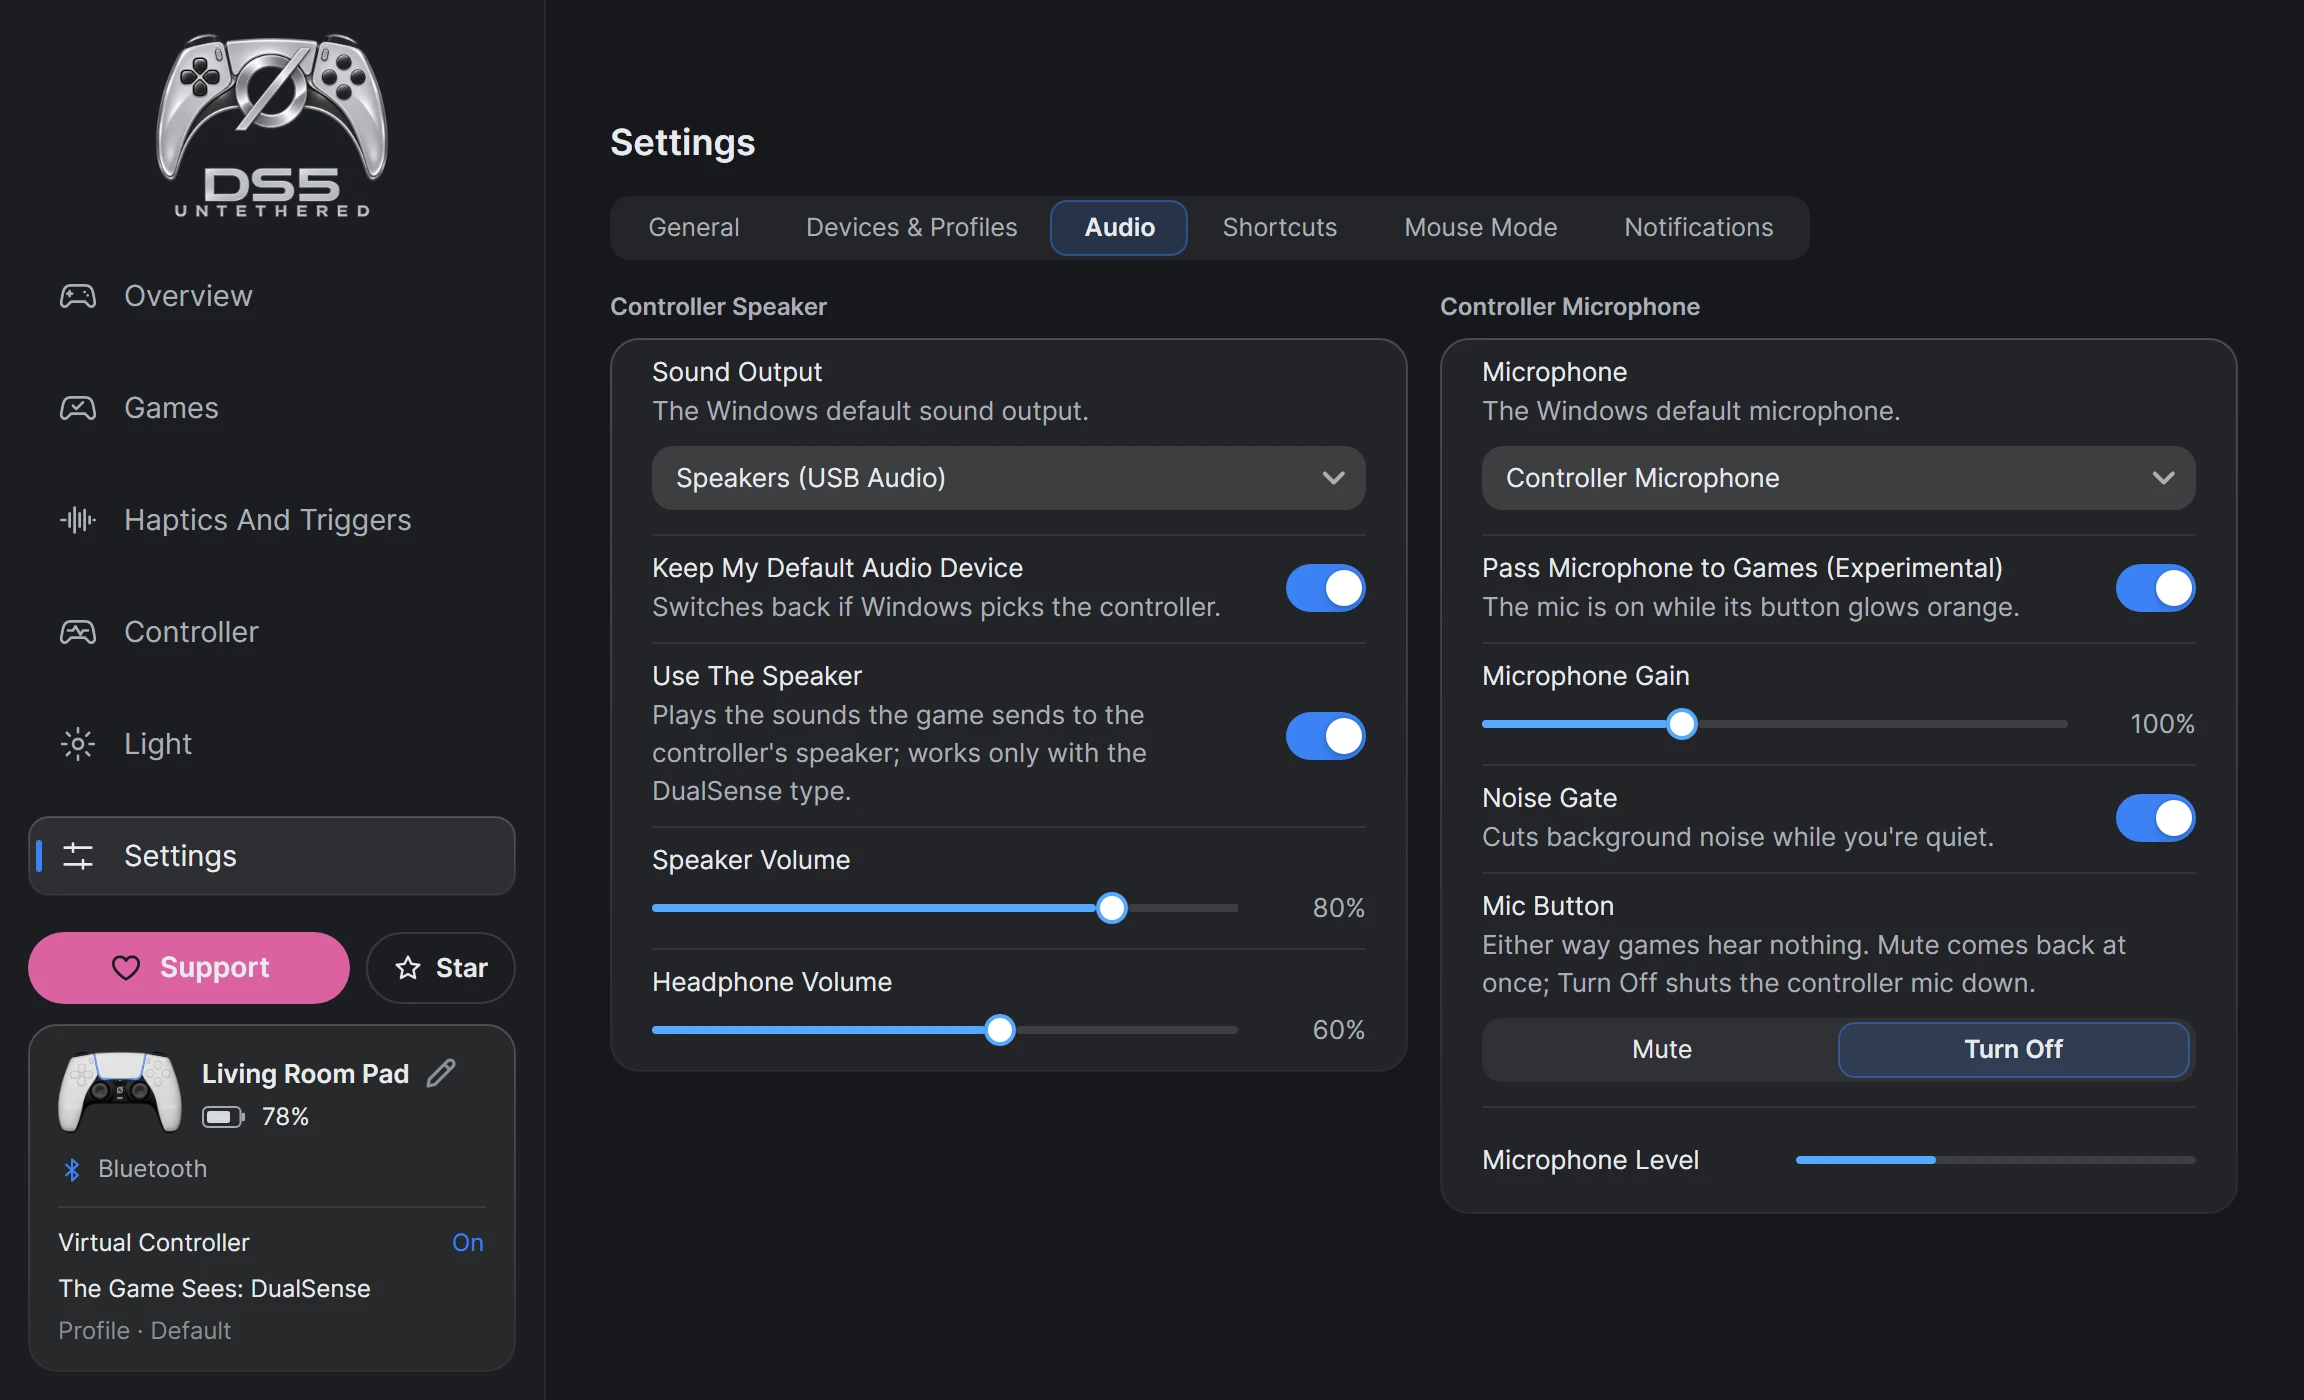 DS5
UNTETHERED
Overview
Games
Haptics And Triggers
Controller
Light
Settings
Support
Star
Living Room Pad
78%
Bluetooth
Virtual Controller
On
The Game Sees: DualSense
Profile · Default
Settings
General
Devices & Profiles
Audio
Shortcuts
Mouse Mode
Notifications
Controller Speaker
Sound Output
The Windows default sound output.
Speakers (USB Audio)
Keep My Default Audio Device
Switches back if Windows picks the controller.
Use The Speaker
Plays the sounds the game sends to the
controller's speaker; works only with the
DualSense type.
Speaker Volume
80%
Headphone Volume
60%
Controller Microphone
Microphone
The Windows default microphone.
Controller Microphone
Pass Microphone to Games (Experimental)
The mic is on while its button glows orange.
Microphone Gain
100%
Noise Gate
Cuts background noise while you're quiet.
Mic Button
Either way games hear nothing. Mute comes back at
once; Turn Off shuts the controller mic down.
Mute
Turn Off
Microphone Level